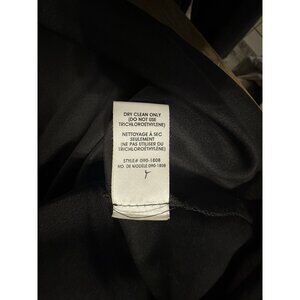 DRY CLEAN ONLY
(DO NOT USE
TRICHLOROETHYLENE)
NETTOYAGE À SEC
SEULEMENT
(NE PAS UTILISER DU
TRICHLOROETHYLENE)
STYLE# 090-1808
NO. DE MODÈLE 090-1808